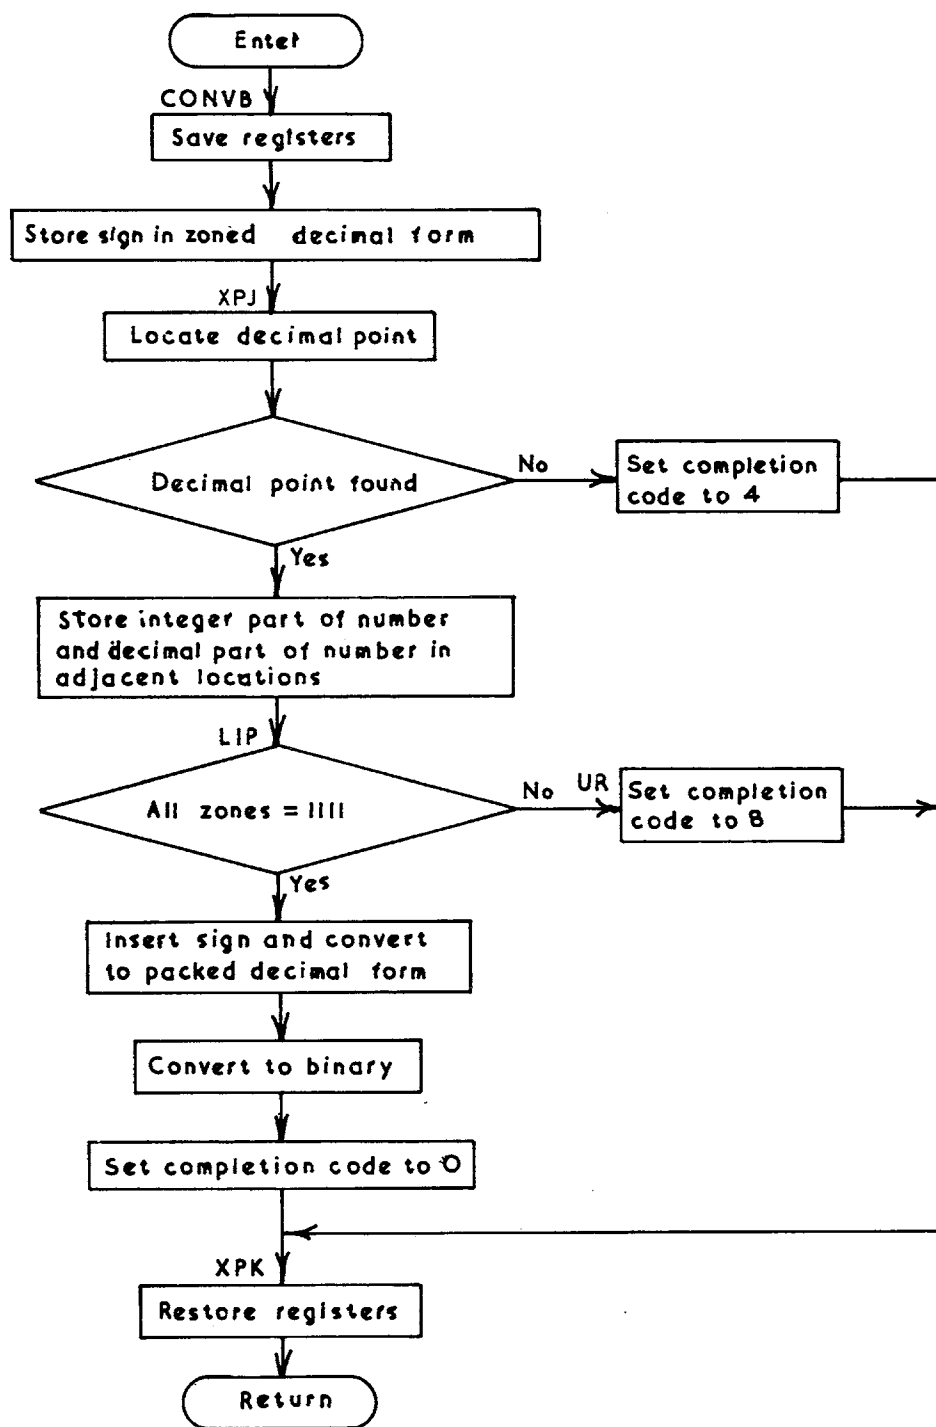 Enter
CONVB
Save registers
Store sign in zoned decimal form
XPJ
Locate decimal point
Decimal point found
No
Set completion
code to 4
Yes
Store integer part of number
and decimal part of number in
adjacent locations
LIP
All zones = 1111
No
UR
Set completion
code to 8
Yes
Insert sign and convert
to packed decimal form
Convert to binary
Set completion code to 0
XPK
Restore registers
Return